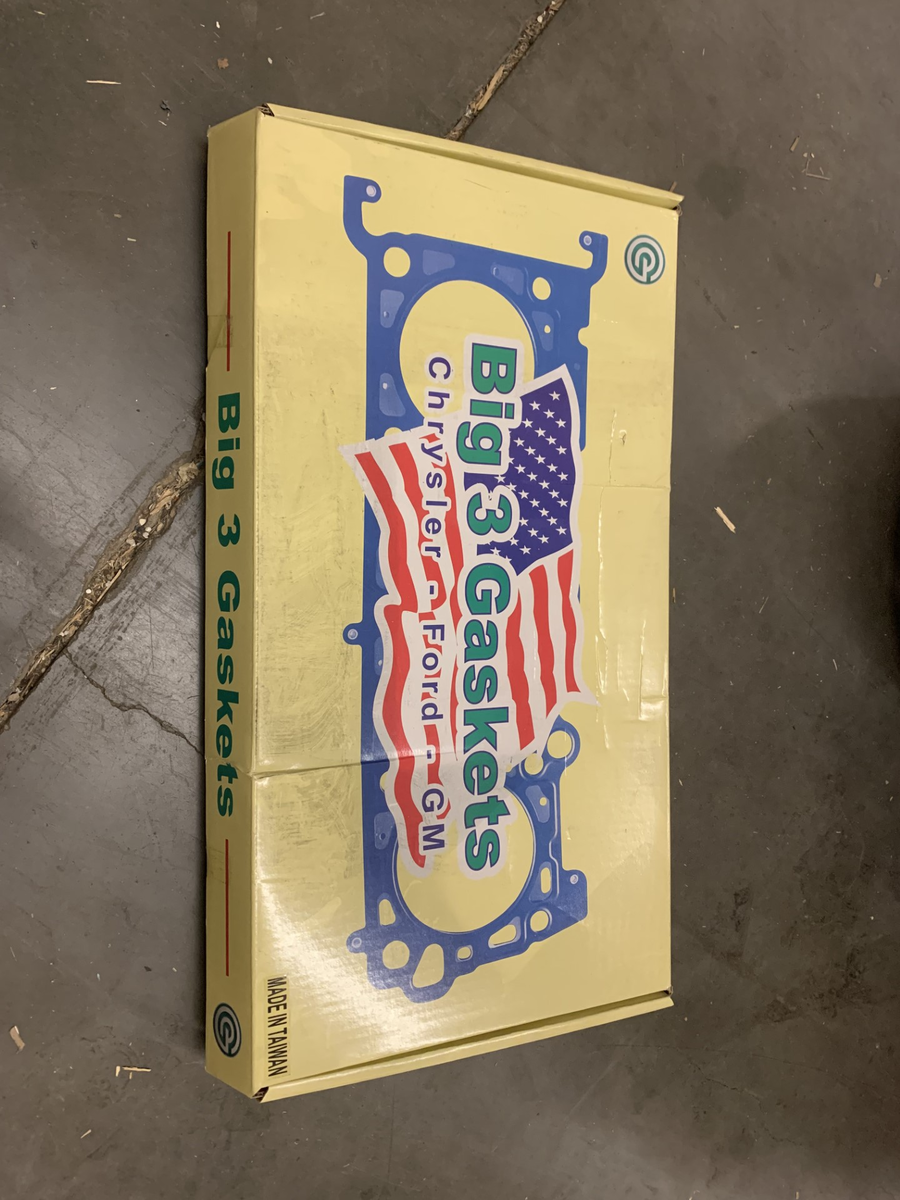 Big 3 Gaskets
Chrysler - Ford - GM
MADE IN TAIWAN
Big 3 Gaskets